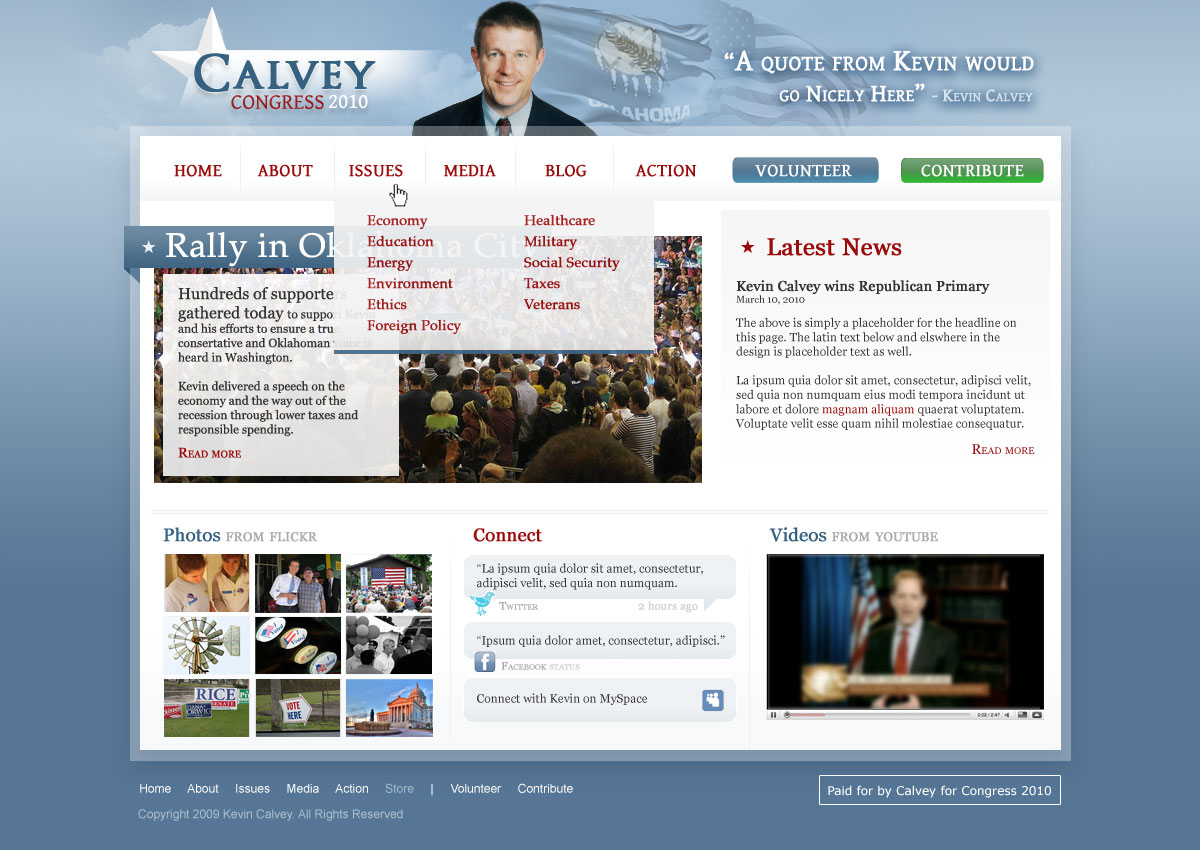 CALVEY
CONGRESS 2010
“A QUOTE FROM KEVIN WOULD
GO NICELY HERE” - KEVIN CALVEY
OKLAHOMA
HOME ABOUT ISSUES MEDIA BLOG ACTION VOLUNTEER CONTRIBUTE
Economy Healthcare
Education Military
Energy Social Security
Environment Taxes
Ethics Veterans
Foreign Policy
Rally in Oklahoma City
Hundreds of supporters
gathered today to support Kevin
and his efforts to ensure a true
consertative and Oklahoman voice is
heard in Washington.
Kevin delivered a speech on the
economy and the way out of the
recession through lower taxes and
responsible spending.
READ MORE
Latest News
Kevin Calvey wins Republican Primary
March 10, 2010
The above is simply a placeholder for the headline on
this page. The latin text below and elswhere in the
design is placeholder text as well.
La ipsum quia dolor sit amet, consectetur, adipisci velit,
sed quia non numquam eius modi tempora incidunt ut
labore et dolore magnam aliquam quaerat voluptatem.
Voluptate velit esse quam nihil molestiae consequatur.
READ MORE
Photos FROM FLICKR
RICE
SENATE
VOTE
HERE
Connect
“La ipsum quia dolor sit amet, consectetur,
adipisci velit, sed quia non numquam.
TWITTER 2 hours ago
“Ipsum quia dolor amet, consectetur, adipisci.”
f FACEBOOK STATUS
Connect with Kevin on MySpace
Videos FROM YOUTUBE
0:02 / 2:47
Home About Issues Media Action Store | Volunteer Contribute
Copyright 2009 Kevin Calvey. All Rights Reserved
Paid for by Calvey for Congress 2010